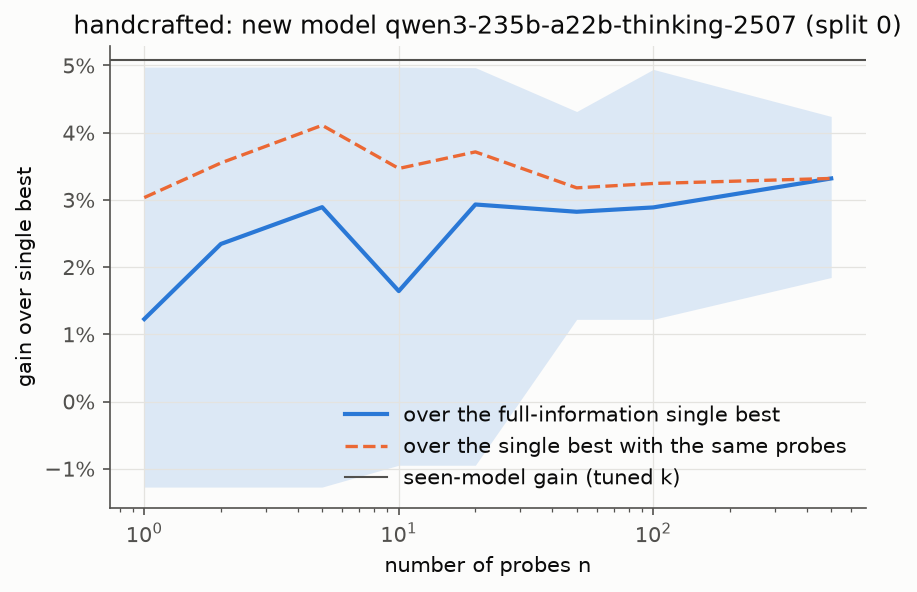 handcrafted: new model qwen3-235b-a22b-thinking-2507 (split 0)
gain over single best
5%
4%
3%
2%
1%
0%
−1%
over the full-information single best
over the single best with the same probes
seen-model gain (tuned k)
10⁰ 10¹ 10²
number of probes n